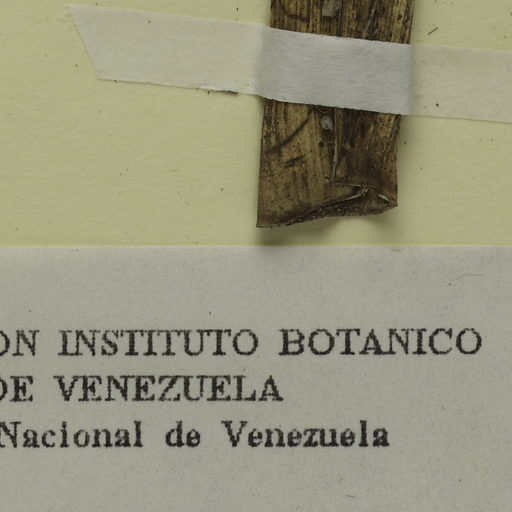 ON INSTITUTO BOTANICO
DE VENEZUELA
Nacional de Venezuela